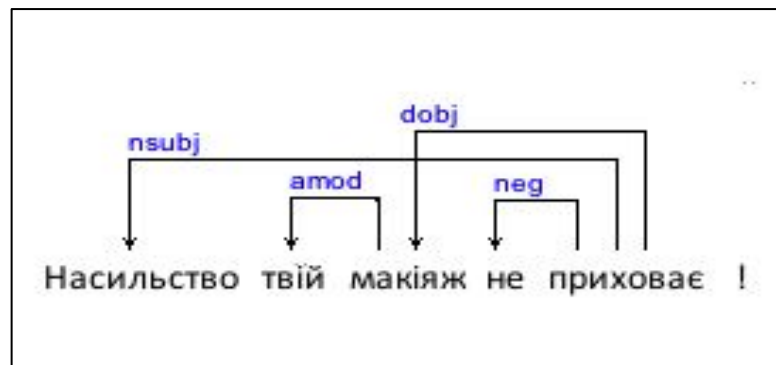 dobj
nsubj
amod neg
Насильство твій макіяж не приховає !